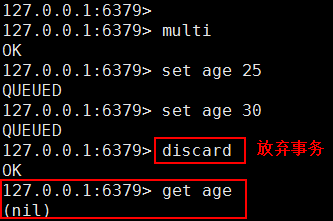 127.0.0.1:6379>
127.0.0.1:6379> multi
OK
127.0.0.1:6379> set age 25
QUEUED
127.0.0.1:6379> set age 30
QUEUED
127.0.0.1:6379> discard 放弃事务
OK
127.0.0.1:6379> get age
(nil)